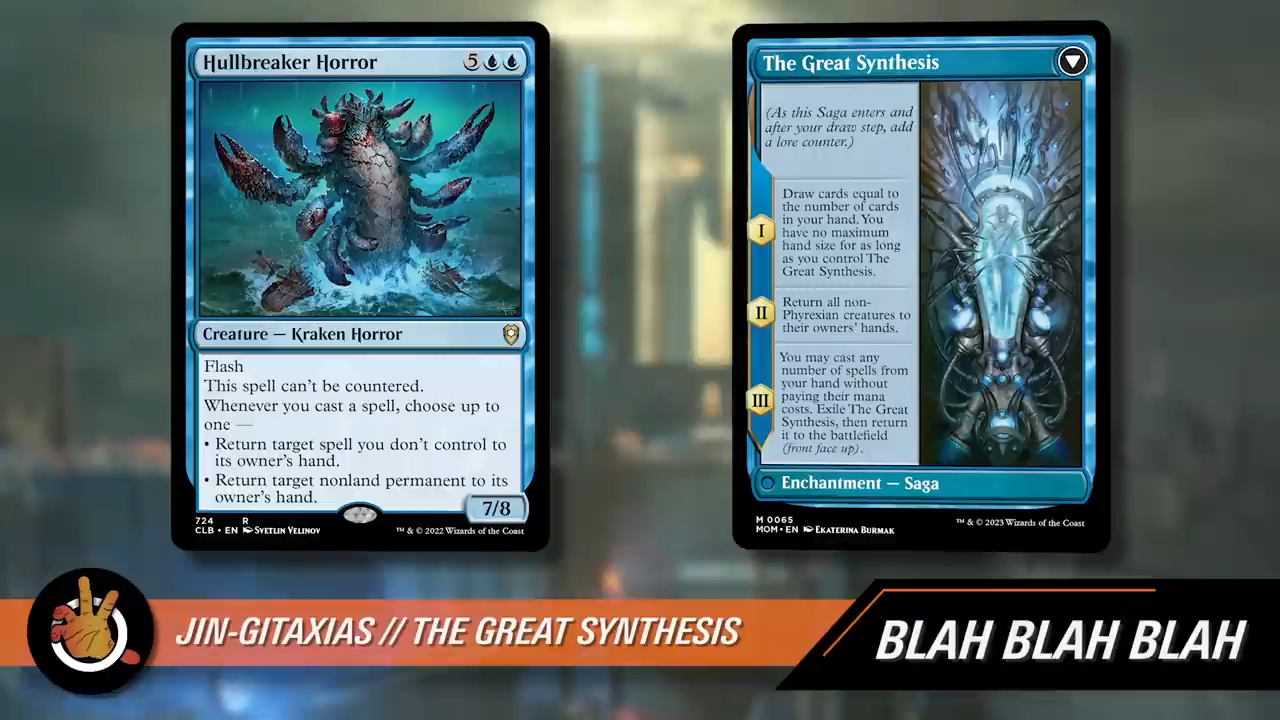 Hullbreaker Horror 5
Creature — Kraken Horror
Flash
This spell can't be countered.
Whenever you cast a spell, choose up to
one —
• Return target spell you don't control to
its owner's hand.
• Return target nonland permanent to its
owner's hand.
7/8
724 R
CLB • EN Svetlin Velinov
™ & © 2022 Wizards of the Coast
The Great Synthesis
(As this Saga enters and
after your draw step, add
a lore counter.)
I
Draw cards equal to
the number of cards
in your hand. You
have no maximum
hand size for as long
as you control The
Great Synthesis.
II
Return all non-
Phyrexian creatures to
their owners' hands.
III
You may cast any
number of spells from
your hand without
paying their mana
costs. Exile The Great
Synthesis, then return
it to the battlefield
(front face up).
Enchantment — Saga
M 0065
MOM • EN Ekaterina Burmak
™ & © 2023 Wizards of the Coast
JIN-GITAXIAS // THE GREAT SYNTHESIS
BLAH BLAH BLAH